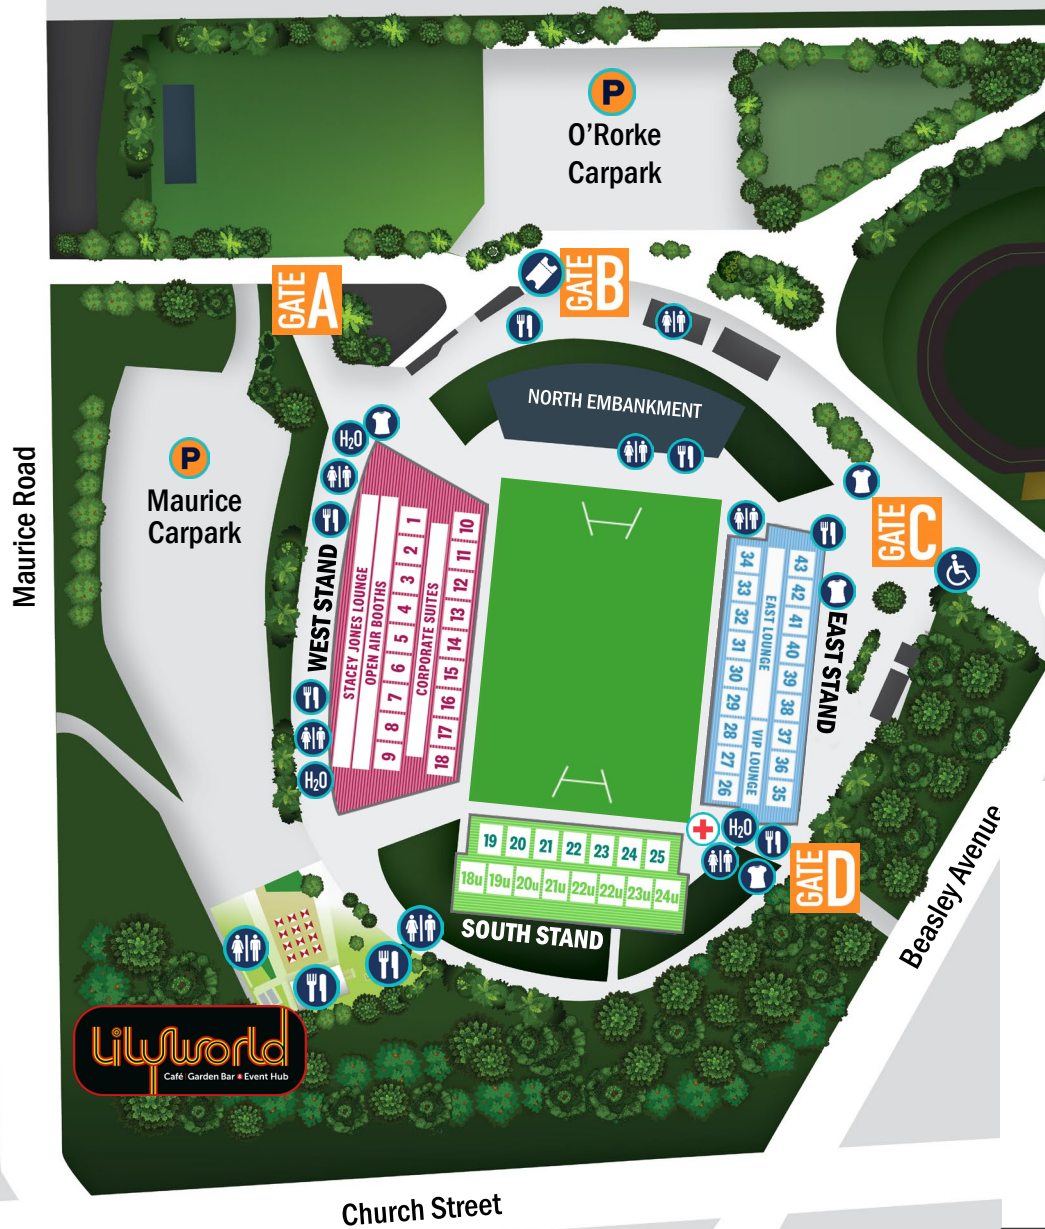 P
O'Rorke
Carpark
GATE A
GATE B
NORTH EMBANKMENT
H2O
P
Maurice
Carpark
Maurice Road
GATE C
WEST STAND
STACEY JONES LOUNGE
OPEN AIR BOOTHS
1
2
3
4
5
6
7
8
9
CORPORATE SUITES
10
11
12
13
14
15
16
17
18
H2O
34
33
32
31
30
29
28
27
26
EAST LOUNGE
VIP LOUNGE
43
42
41
40
39
38
37
36
35
EAST STAND
H2O
19 20 21 22 23 24 25
18u 19u 20u 21u 22u 22u 23u 24u
SOUTH STAND
GATE D
Beasley Avenue
Lilyworld
Café Garden Bar & Event Hub
Church Street